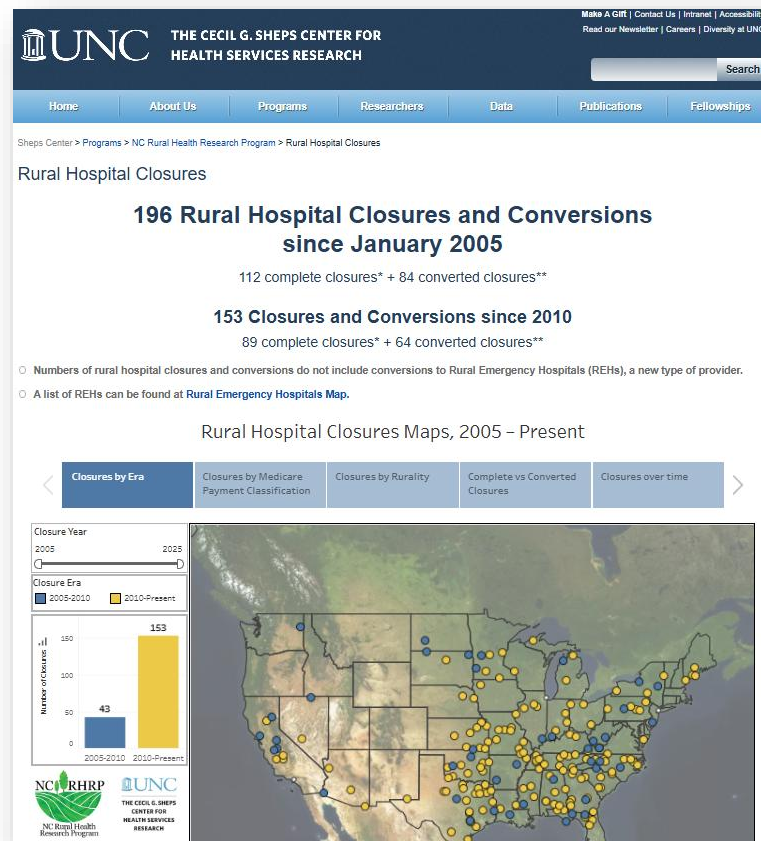 Make A Gift | Contact Us | Intranet | Accessibility
Read our Newsletter | Careers | Diversity at UNC
UNC
THE CECIL G. SHEPS CENTER FOR
HEALTH SERVICES RESEARCH
Search
Home About Us Programs Researchers Data Publications Fellowships
Sheps Center > Programs > NC Rural Health Research Program > Rural Hospital Closures
Rural Hospital Closures
196 Rural Hospital Closures and Conversions
since January 2005
112 complete closures* + 84 converted closures**
153 Closures and Conversions since 2010
89 complete closures* + 64 converted closures**
Numbers of rural hospital closures and conversions do not include conversions to Rural Emergency Hospitals (REHs), a new type of provider.
A list of REHs can be found at Rural Emergency Hospitals Map.
Rural Hospital Closures Maps, 2005 – Present
Closures by Era
Closures by Medicare
Payment Classification
Closures by Rurality
Complete vs Converted
Closures
Closures over time
Closure Year
2005 2025
Closure Era
2005-2010 2010-Present
Number of Closures
153
150
100
50
43
0
2005-2010 2010-Present
NC RHRP
NC Rural Health
Research Program
UNC
THE CECIL G. SHEPS
CENTER FOR
HEALTH SERVICES
RESEARCH